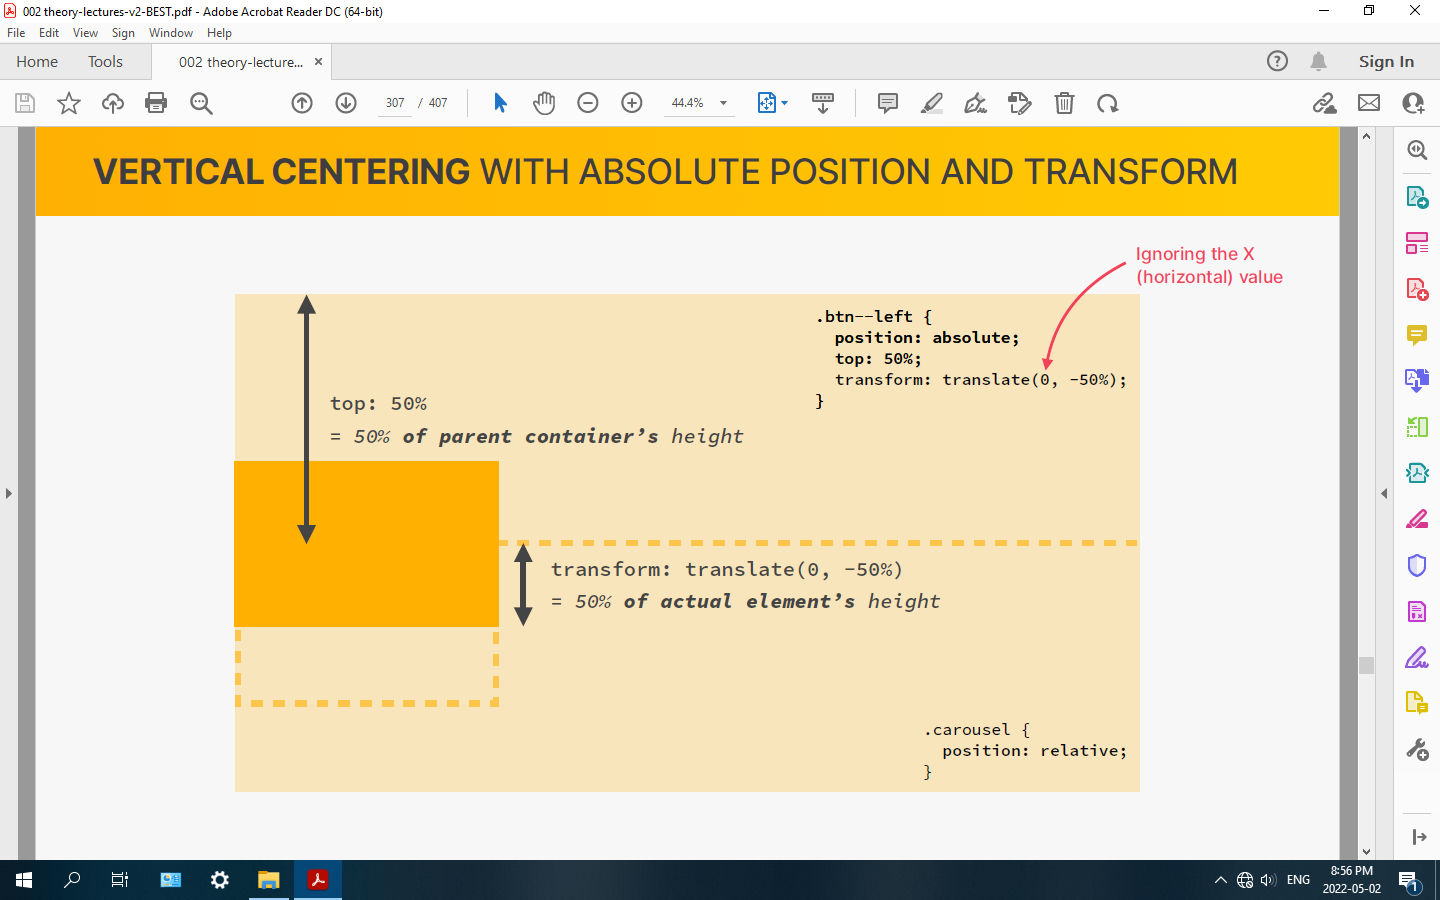 002 theory-lectures-v2-BEST.pdf - Adobe Acrobat Reader DC (64-bit)
File Edit View Sign Window Help
Home Tools 002 theory-lecture... × Sign In
307 / 407 44.4%
VERTICAL CENTERING WITH ABSOLUTE POSITION AND TRANSFORM
Ignoring the X
(horizontal) value
.btn--left {
position: absolute;
top: 50%;
transform: translate(0, -50%);
}
top: 50%
= 50% of parent container’s height
transform: translate(0, -50%)
= 50% of actual element’s height
.carousel {
position: relative;
}
ENG
8:56 PM
2022-05-02
1